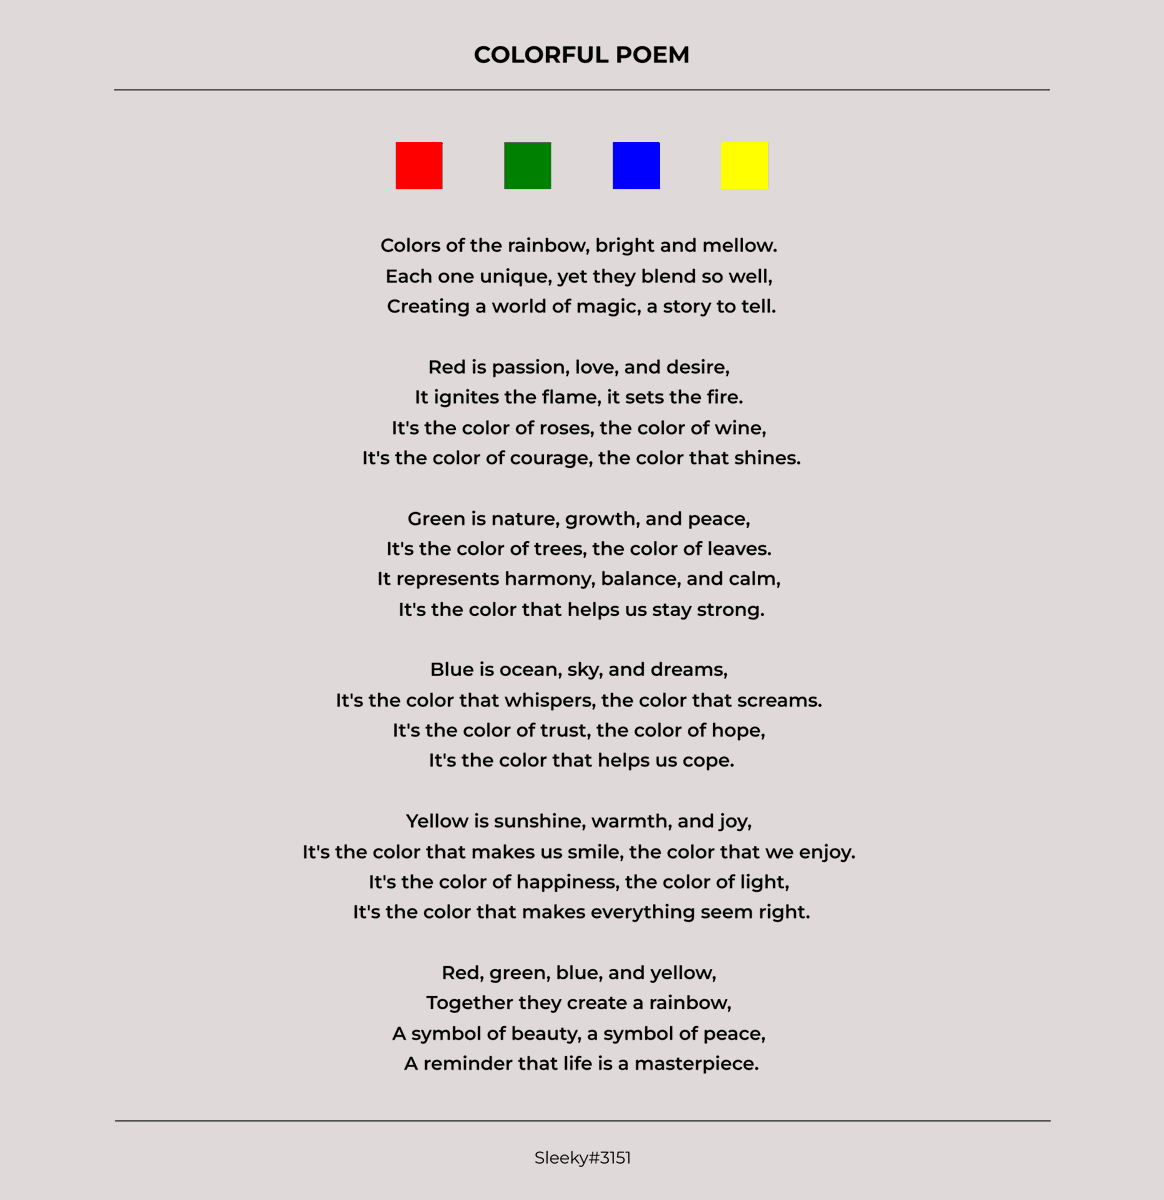 COLORFUL POEM
Colors of the rainbow, bright and mellow.
Each one unique, yet they blend so well,
Creating a world of magic, a story to tell.
Red is passion, love, and desire,
It ignites the flame, it sets the fire.
It's the color of roses, the color of wine,
It's the color of courage, the color that shines.
Green is nature, growth, and peace,
It's the color of trees, the color of leaves.
It represents harmony, balance, and calm,
It's the color that helps us stay strong.
Blue is ocean, sky, and dreams,
It's the color that whispers, the color that screams.
It's the color of trust, the color of hope,
It's the color that helps us cope.
Yellow is sunshine, warmth, and joy,
It's the color that makes us smile, the color that we enjoy.
It's the color of happiness, the color of light,
It's the color that makes everything seem right.
Red, green, blue, and yellow,
Together they create a rainbow,
A symbol of beauty, a symbol of peace,
A reminder that life is a masterpiece.
Sleeky#3151